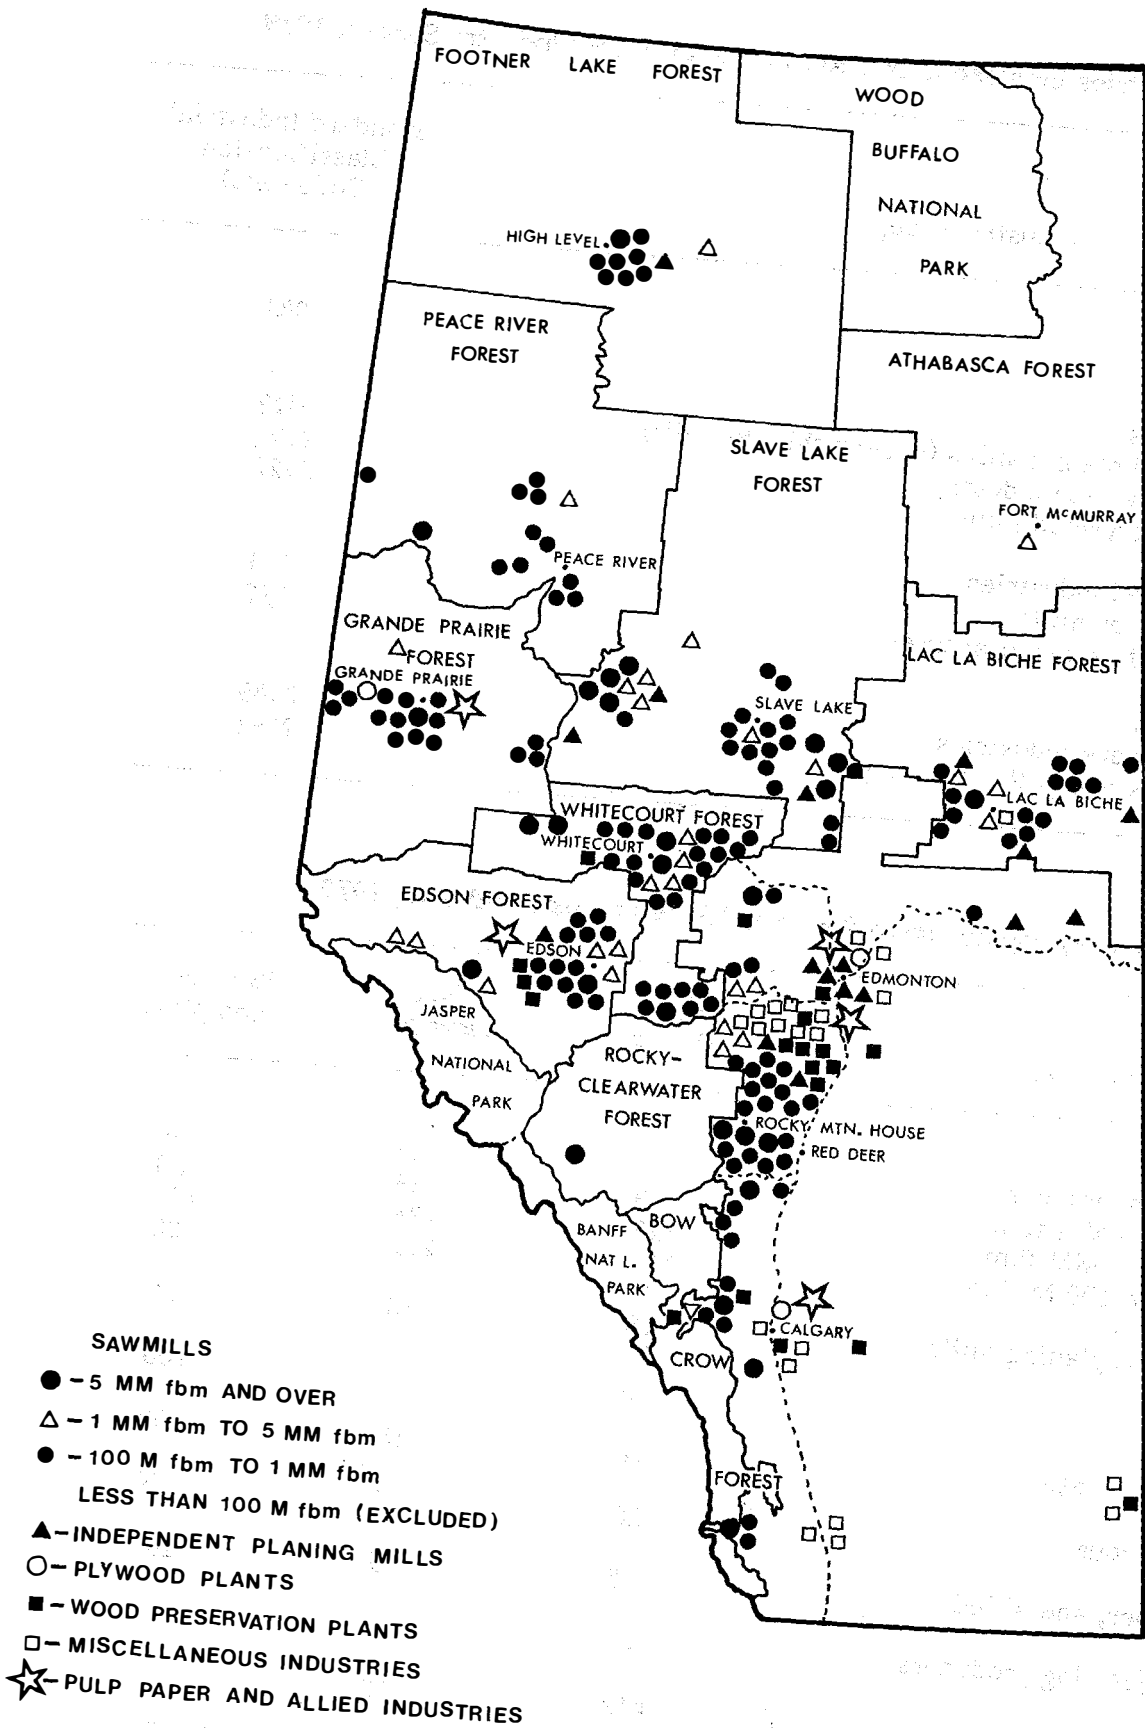 FOOTNER LAKE FOREST
WOOD
BUFFALO
NATIONAL
PARK
HIGH LEVEL
PEACE RIVER
FOREST
ATHABASCA FOREST
SLAVE LAKE
FOREST
FORT McMURRAY
PEACE RIVER
GRANDE PRAIRIE
FOREST
GRANDE PRAIRIE
LAC LA BICHE FOREST
SLAVE LAKE
LAC LA BICHE
WHITECOURT FOREST
WHITECOURT
EDSON FOREST
EDSON
EDMONTON
JASPER
NATIONAL
PARK
ROCKY-
CLEARWATER
FOREST
ROCKY MTN. HOUSE
RED DEER
BANFF
NAT L.
PARK
BOW
CALGARY
CROW
FOREST
SAWMILLS
- 5 MM fbm AND OVER
- 1 MM fbm TO 5 MM fbm
- 100 M fbm TO 1 MM fbm
LESS THAN 100 M fbm (EXCLUDED)
- INDEPENDENT PLANING MILLS
- PLYWOOD PLANTS
- WOOD PRESERVATION PLANTS
- MISCELLANEOUS INDUSTRIES
- PULP PAPER AND ALLIED INDUSTRIES